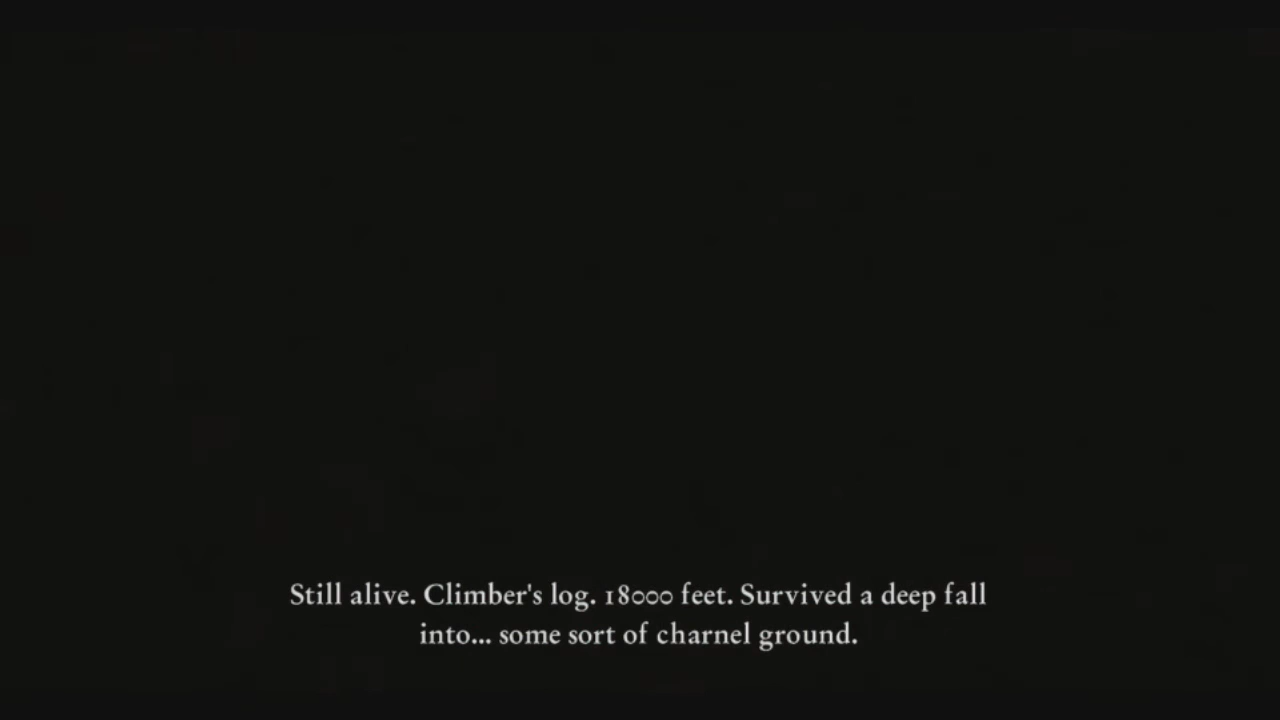 Still alive. Climber's log. 18000 feet. Survived a deep fall
into... some sort of charnel ground.